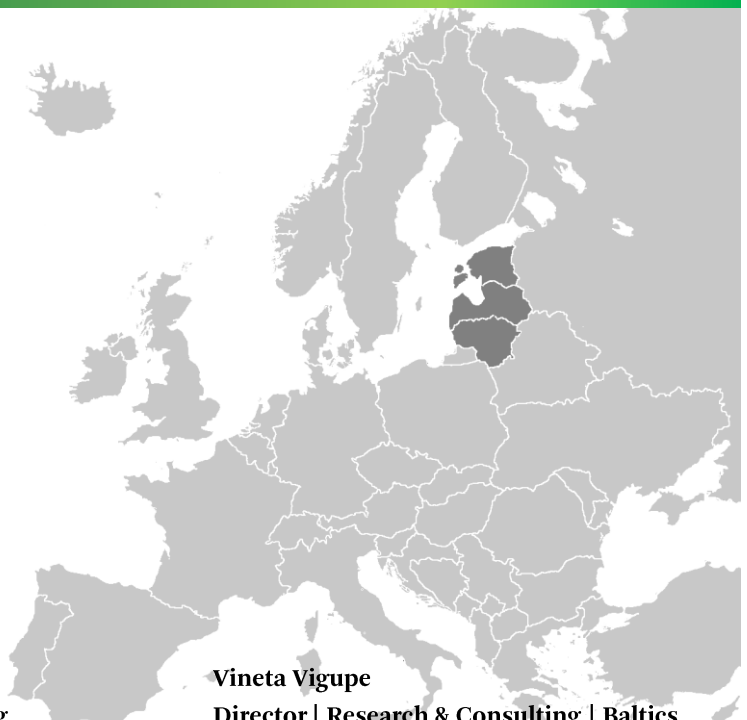 Vineta Vigupe
g
Director | Research & Consulting | Baltics